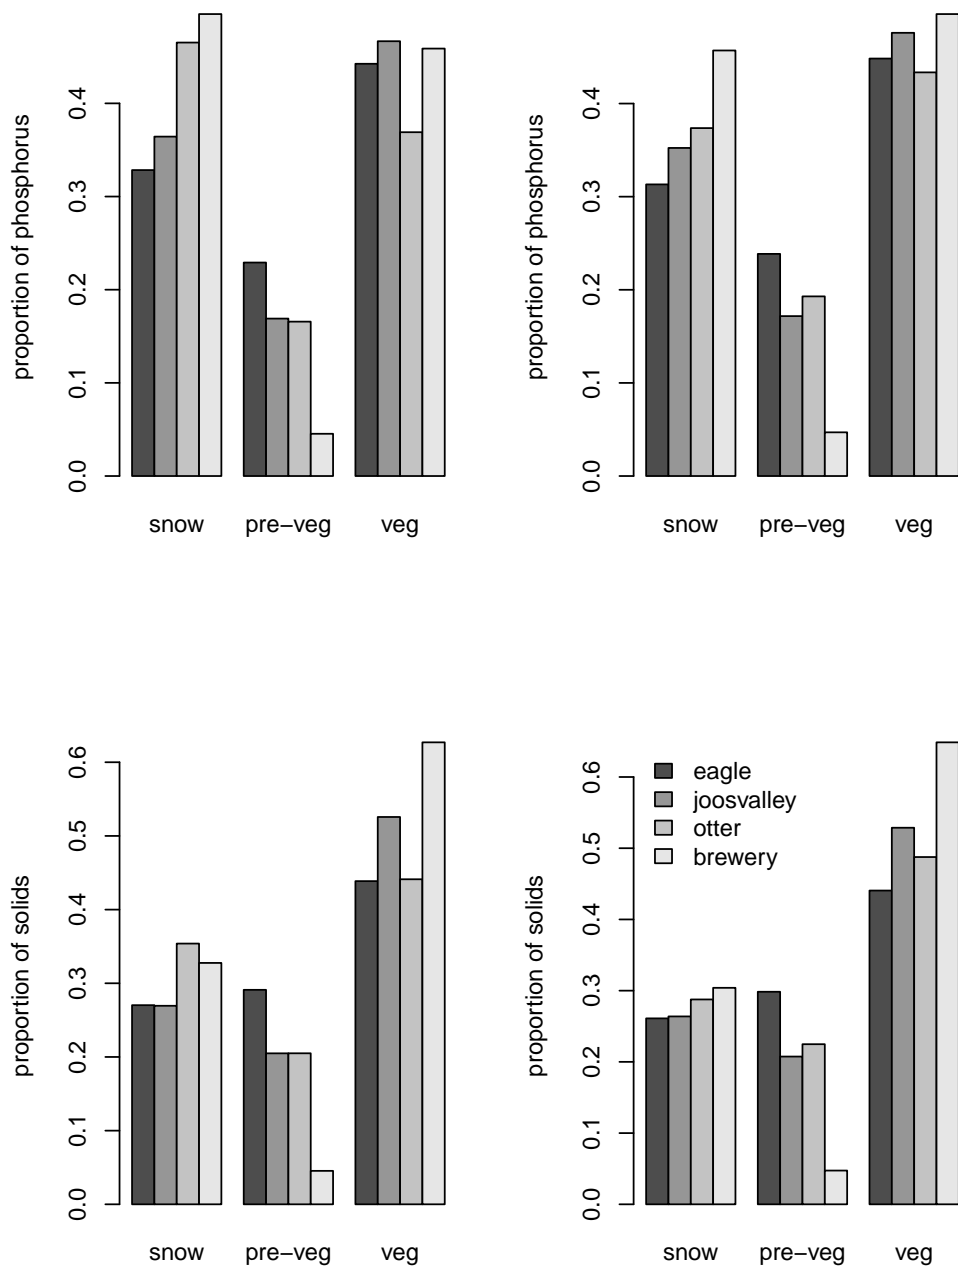 proportion of phosphorus
0.0 0.1 0.2 0.3 0.4
snow pre−veg veg
proportion of phosphorus
0.0 0.1 0.2 0.3 0.4
snow pre−veg veg
proportion of solids
0.0 0.1 0.2 0.3 0.4 0.5 0.6
snow pre−veg veg
proportion of solids
0.0 0.1 0.2 0.3 0.4 0.5 0.6
eagle
joosvalley
otter
brewery
snow pre−veg veg